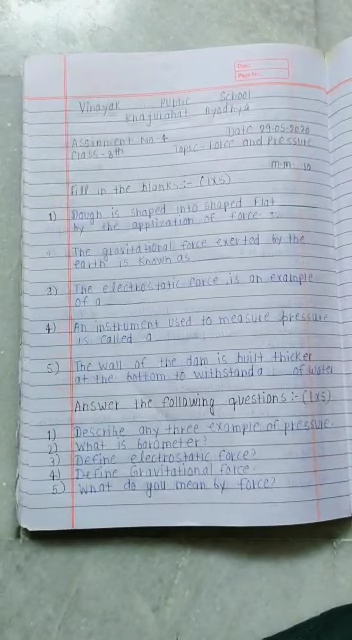 Date:
Page No.:
Vinayak Public School
Khajurahat Ayodhya
Assignment No. 4 Date 29.05.2020
Class - 8th Topic - Force and Pressure
m.m. 10
Fill in the blanks :- (1x5)
1) Dough is shaped into shaped flat
by the application of force
The gravitational force exerted by the
earth is known as
3) The electrostatic force is an example
of a
4) An instrument used to measure pressure
is called a
5) The wall of the dam is built thicker
at the bottom to withstand a of water
Answer the following questions :- (1x5)
1) Describe any three example of pressure.
2) What is barometer?
3) Define electrostatic force?
4) Define Gravitational force.
5) What do you mean by force?